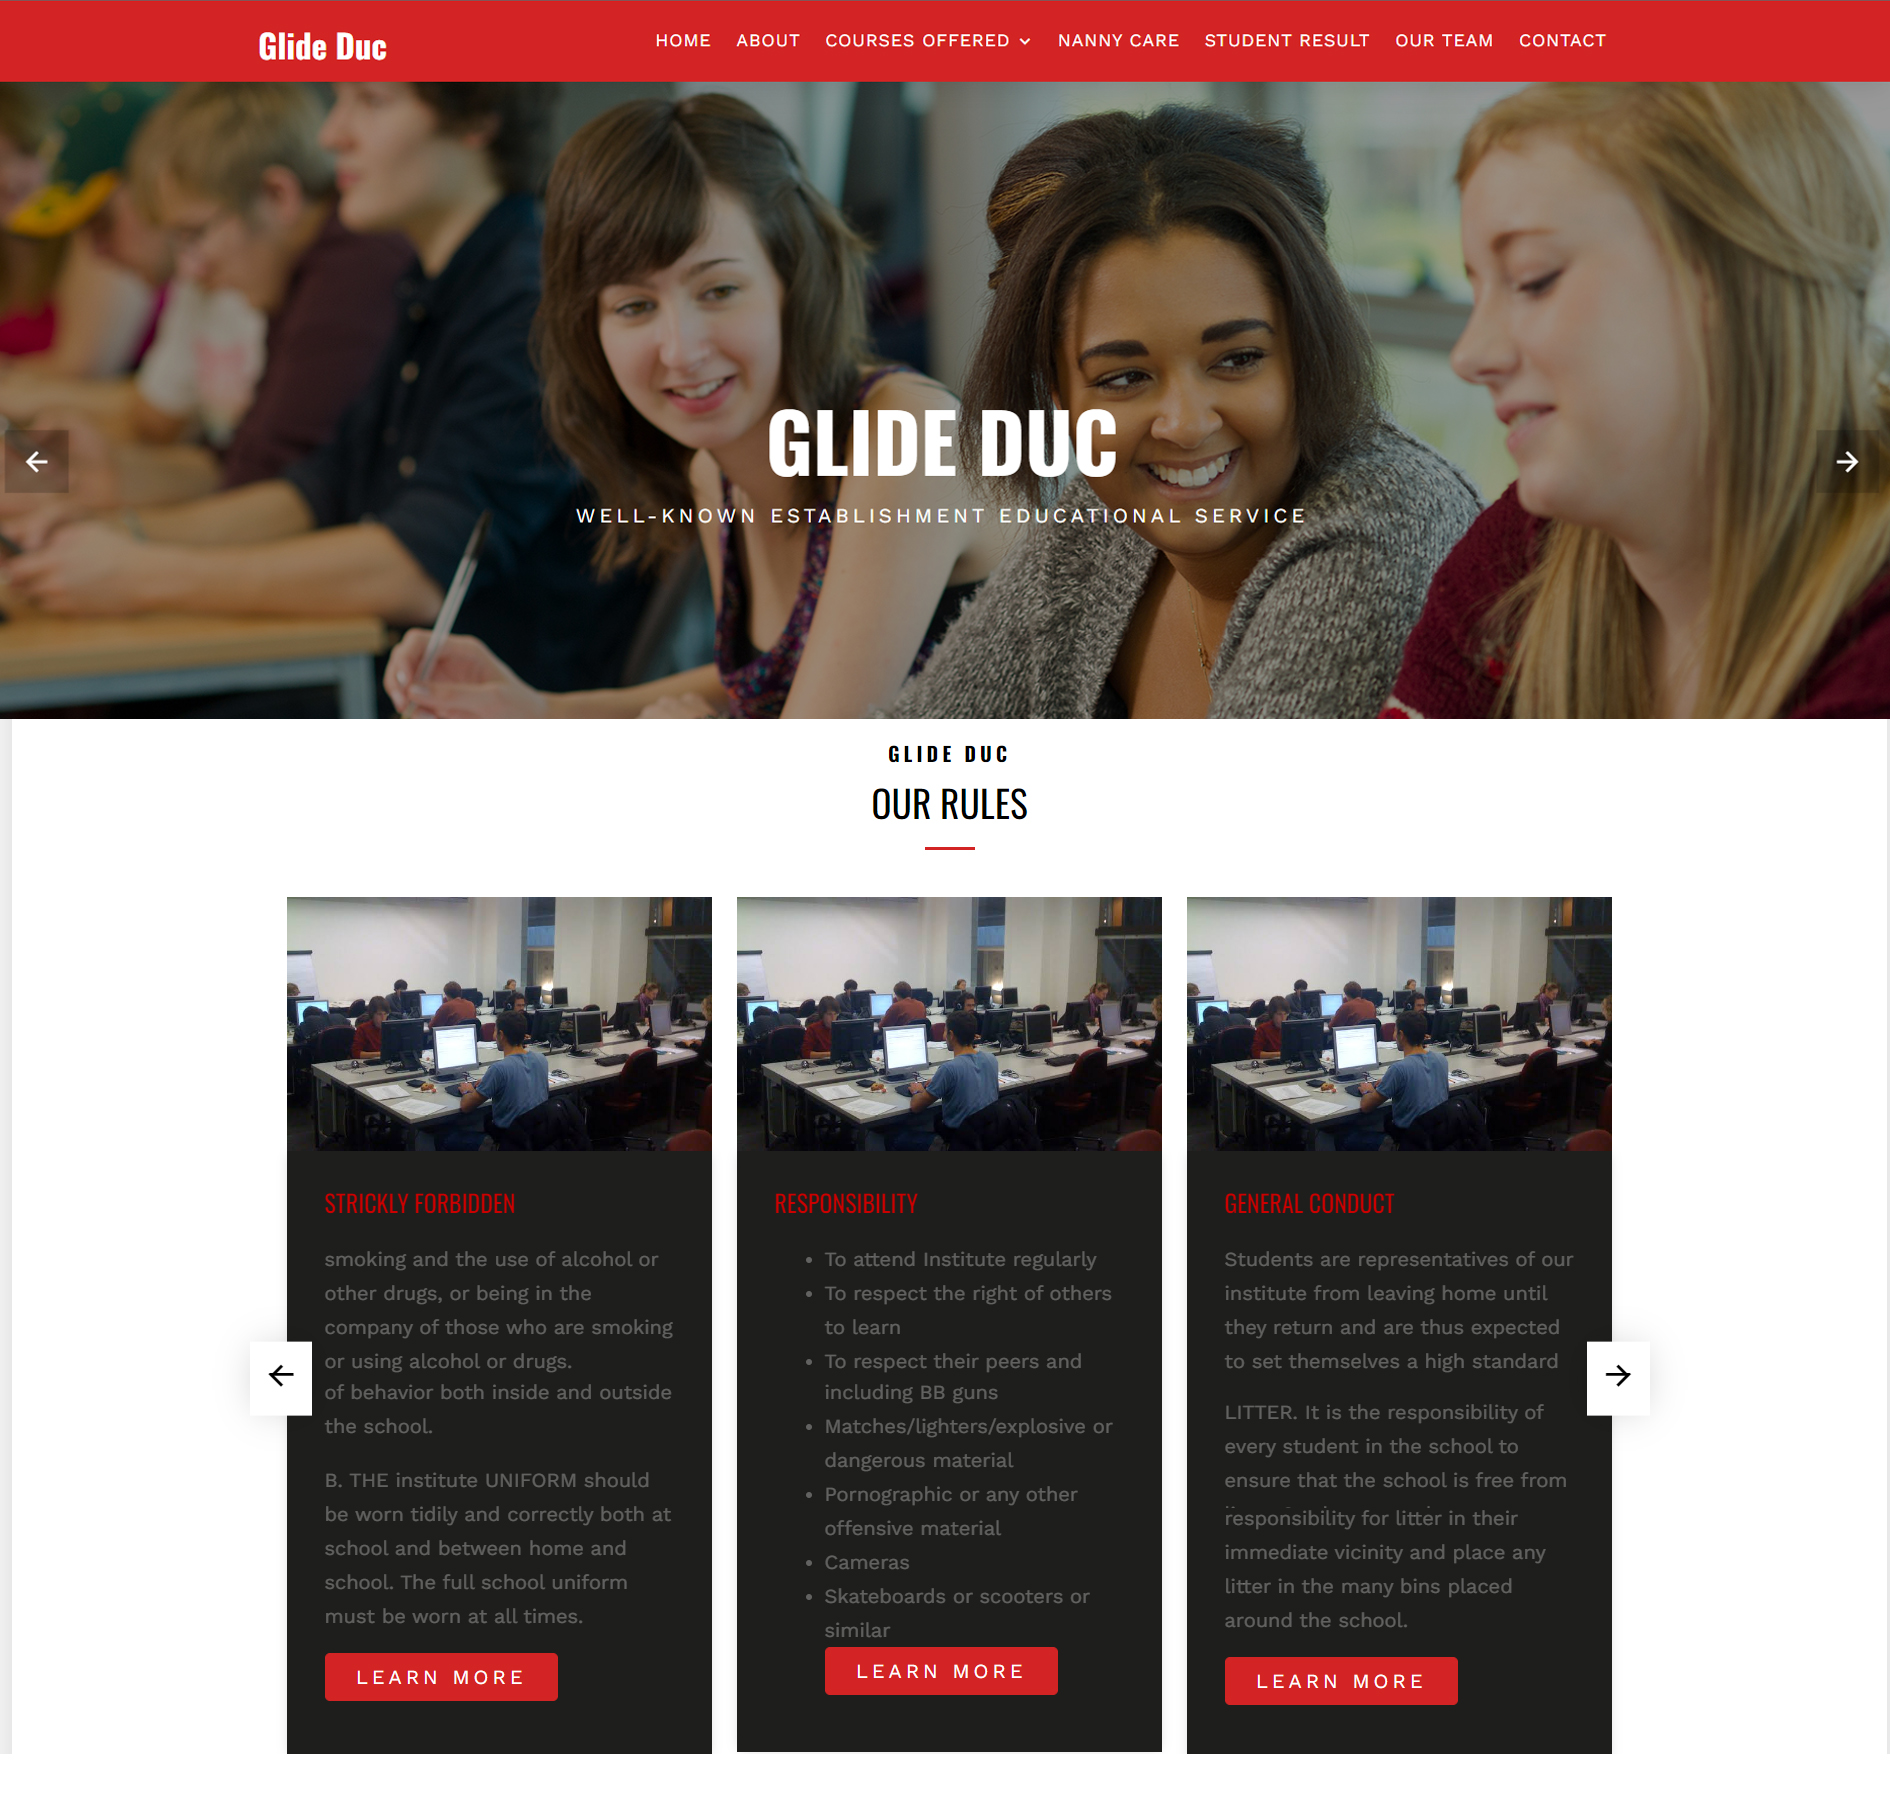 Glide Duc
HOME ABOUT COURSES OFFERED NANNY CARE STUDENT RESULT OUR TEAM CONTACT
GLIDE DUC
WELL-KNOWN ESTABLISHMENT EDUCATIONAL SERVICE
GLIDE DUC
OUR RULES
STRICKLY FORBIDDEN
smoking and the use of alcohol or
other drugs, or being in the
company of those who are smoking
or using alcohol or drugs.
of behavior both inside and outside
the school.
B. THE institute UNIFORM should
be worn tidily and correctly both at
school and between home and
school. The full school uniform
must be worn at all times.
LEARN MORE
RESPONSIBILITY
• To attend Institute regularly
• To respect the right of others
to learn
• To respect their peers and
including BB guns
• Matches/lighters/explosive or
dangerous material
• Pornographic or any other
offensive material
• Cameras
• Skateboards or scooters or
similar
LEARN MORE
GENERAL CONDUCT
Students are representatives of our
institute from leaving home until
they return and are thus expected
to set themselves a high standard
LITTER. It is the responsibility of
every student in the school to
ensure that the school is free from
responsibility for litter in their
immediate vicinity and place any
litter in the many bins placed
around the school.
LEARN MORE